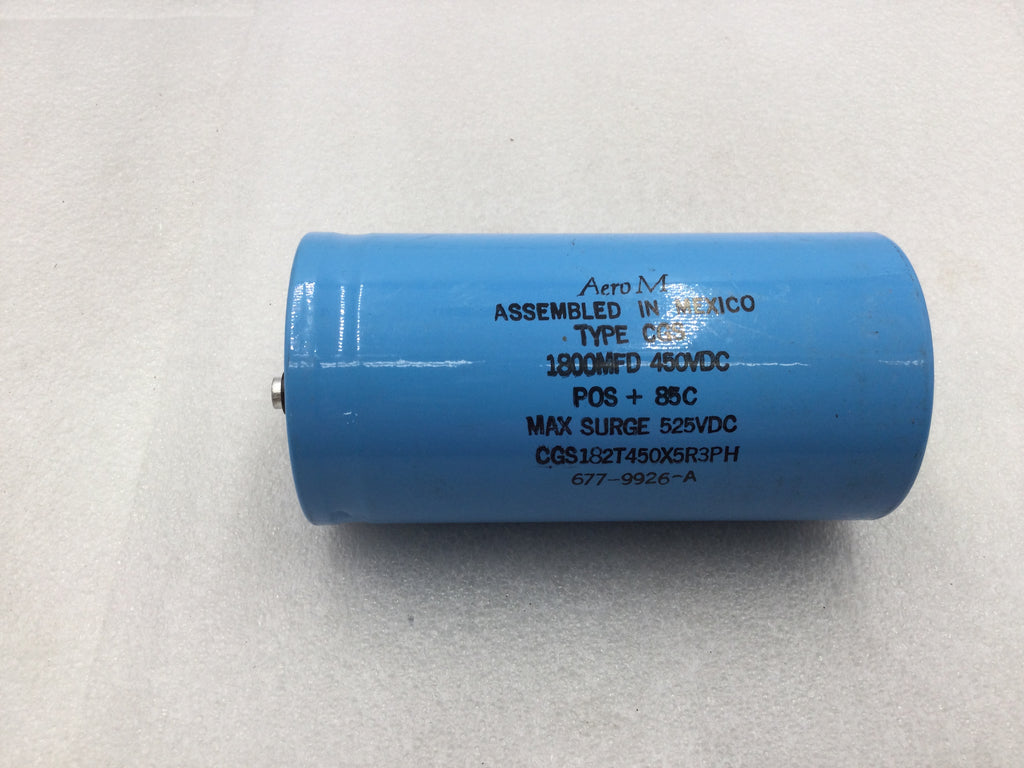 Aero M
ASSEMBLED IN MEXICO
TYPE CGS
1800MFD 450VDC
POS + 85C
MAX SURGE 525VDC
CGS182T450X5R3PH
677-9926-A